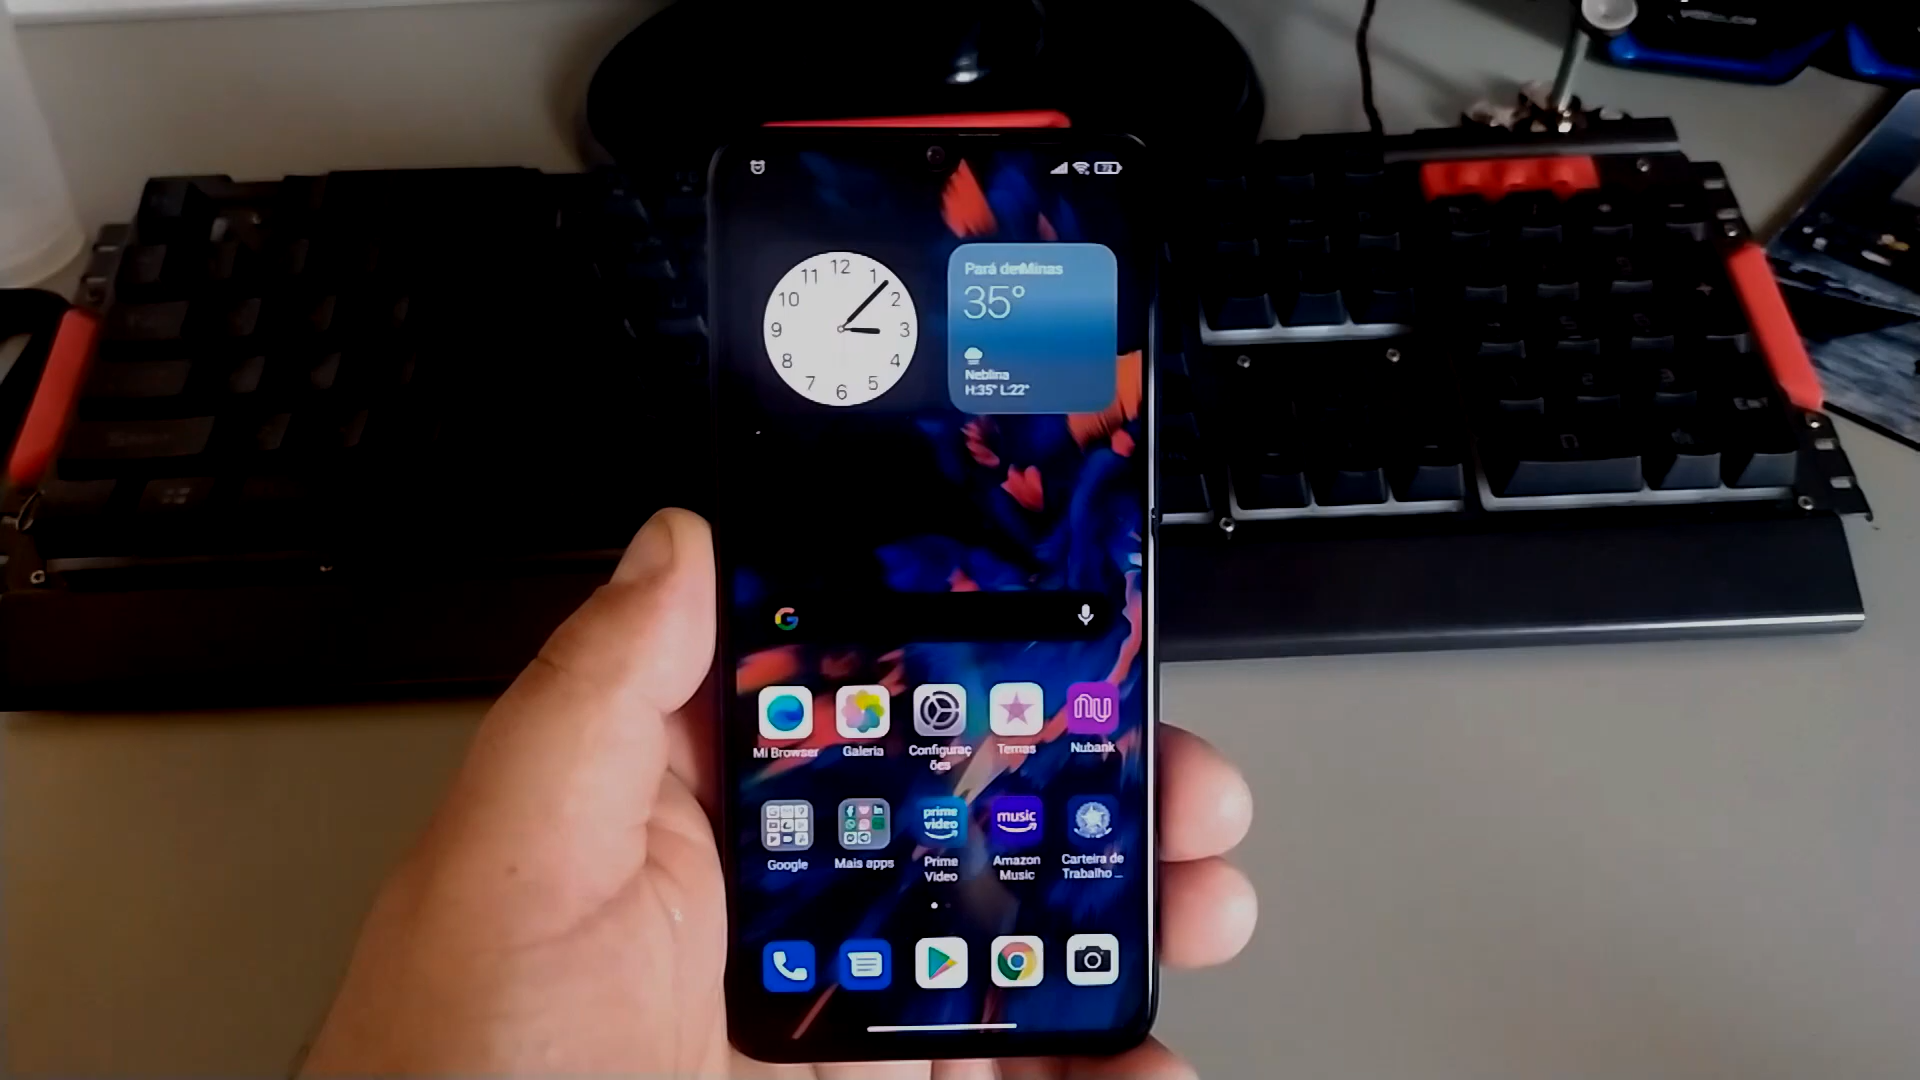 12
11
1
10
2
9
3
8
4
7
5
6
Pará de Minas
35°
Neblina
H:35° L:22°
G
Mi Browser
Galeria
Configuraç
ões
Temas
nu
Nubank
prime
video
music
Google
Mais apps
Prime
Video
Amazon
Music
Carteira de
Trabalho ...